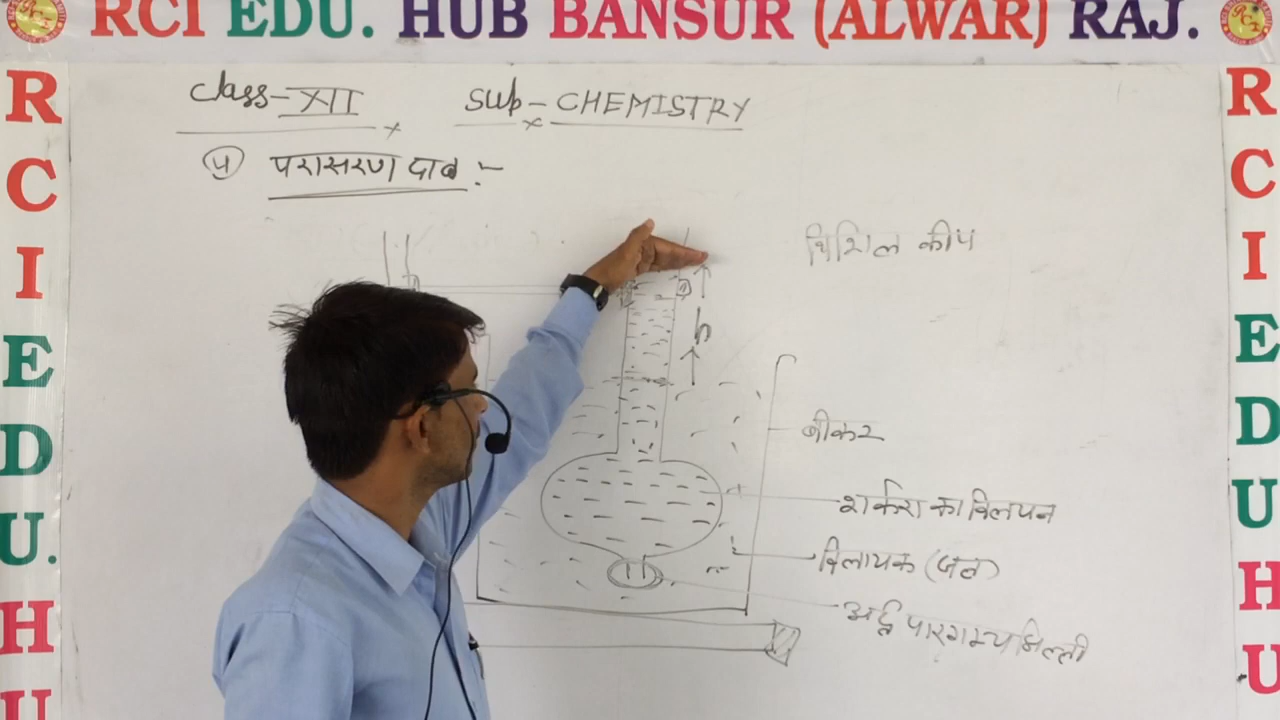 RCI EDU. HUB BANSUR (ALWAR) RAJ.
R C I E D U. H U
Class-XII
Sub-CHEMISTRY
४ परासरण दाब :-
थिसिल कीप
h
बीकर
शर्करा का विलयन
विलायक (जल)
अर्द्ध पारगम्य झिल्ली
R C I E D U H U